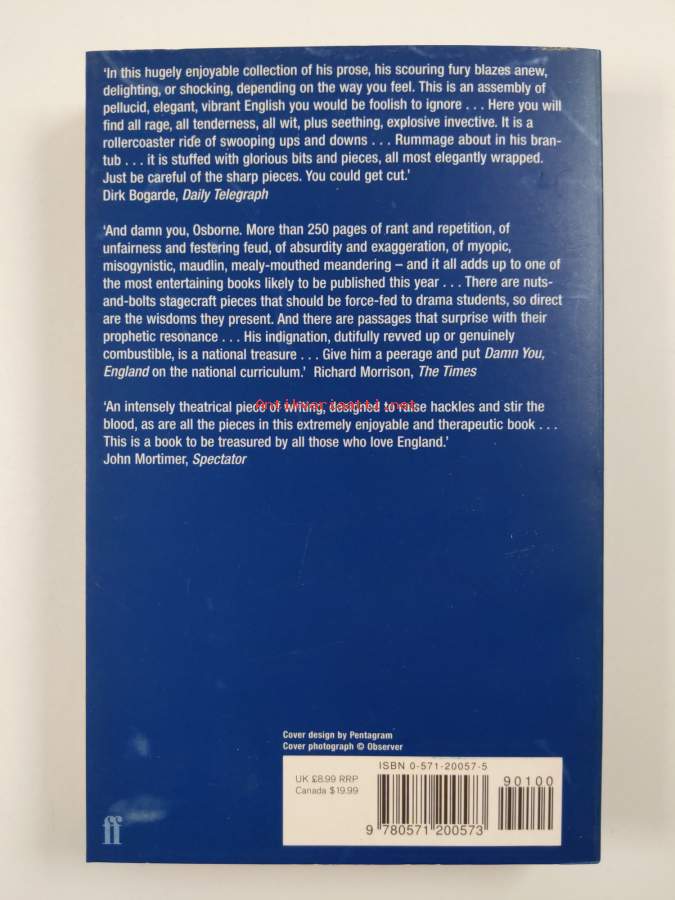 ‘In this hugely enjoyable collection of his prose, his scouring fury blazes anew,
delighting, or shocking, depending on the way you feel. This is an assembly of
pellucid, elegant, vibrant English you would be foolish to ignore . . . Here you will
find all rage, all tenderness, all wit, plus seething, explosive invective. It is a
rollercoaster ride of swooping ups and downs . . . Rummage about in his bran-
tub . . . it is stuffed with glorious bits and pieces, all most elegantly wrapped.
Just be careful of the sharp pieces. You could get cut.’
Dirk Bogarde, Daily Telegraph
‘And damn you, Osborne. More than 250 pages of rant and repetition, of
unfairness and festering feud, of absurdity and exaggeration, of myopic,
misogynistic, maudlin, mealy-mouthed meandering – and it all adds up to one of
the most entertaining books likely to be published this year . . . There are nuts-
and-bolts stagecraft pieces that should be force-fed to drama students, so direct
are the wisdoms they present. And there are passages that surprise with their
prophetic resonance . . . His indignation, dutifully revved up or genuinely
combustible, is a national treasure . . . Give him a peerage and put Damn You,
England on the national curriculum.’ Richard Morrison, The Times
Antikvariaatti.net
‘An intensely theatrical piece of writing, designed to raise hackles and stir the
blood, as are all the pieces in this extremely enjoyable and therapeutic book . . .
This is a book to be treasured by all those who love England.’
John Mortimer, Spectator
Cover design by Pentagram
Cover photograph © Observer
ISBN 0-571-20057-5
UK £8.99 RRP
Canada $19.99
90100
9 780571 200573
ff